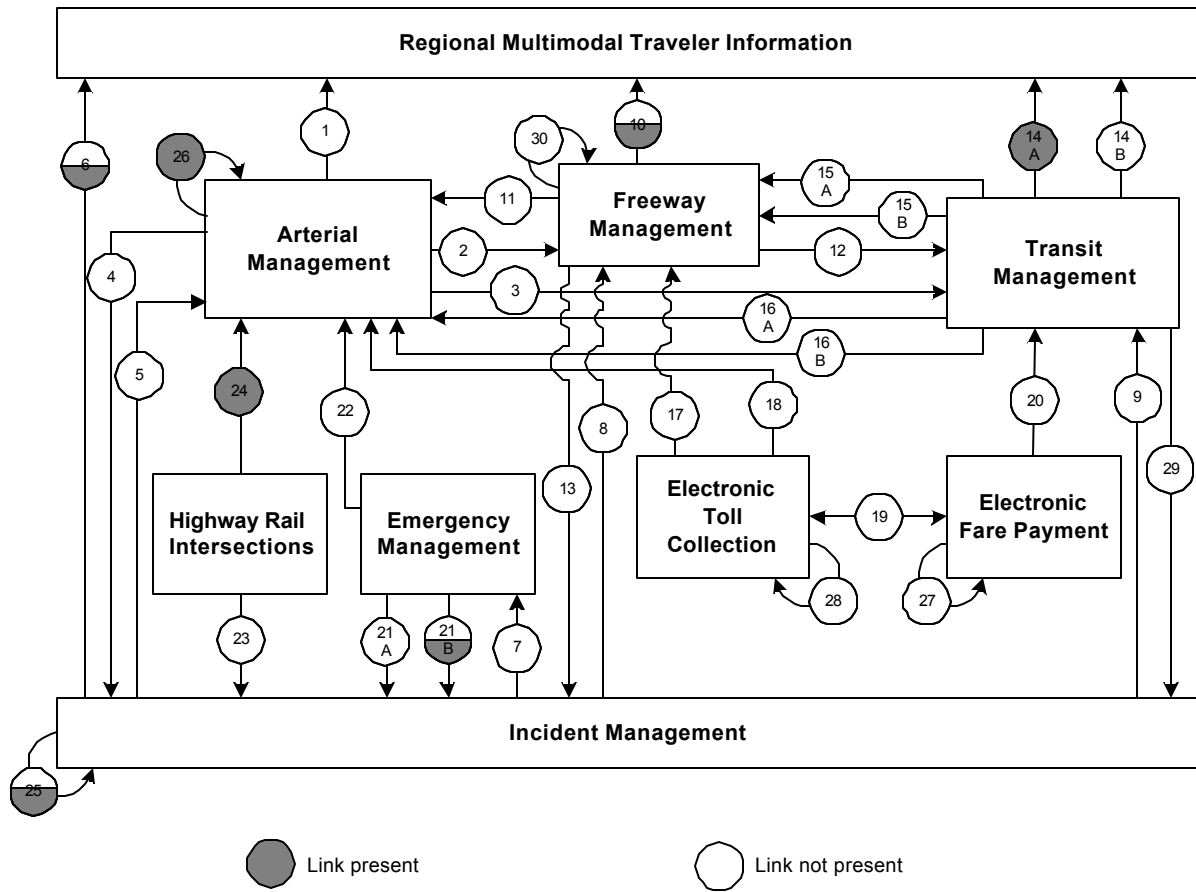 Regional Multimodal Traveler Information
1
6
10
14
A
14
B
26
30
15
A
11
Freeway
Management
15
B
Arterial
Management
Transit
Management
4
2
12
3
16
A
16
B
5
24
22
17
18
8
20
9
13
29
Highway Rail
Intersections
Emergency
Management
Electronic
Toll
Collection
19
Electronic
Fare Payment
28
27
23
21
A
21
B
7
Incident Management
25
Link present
Link not present